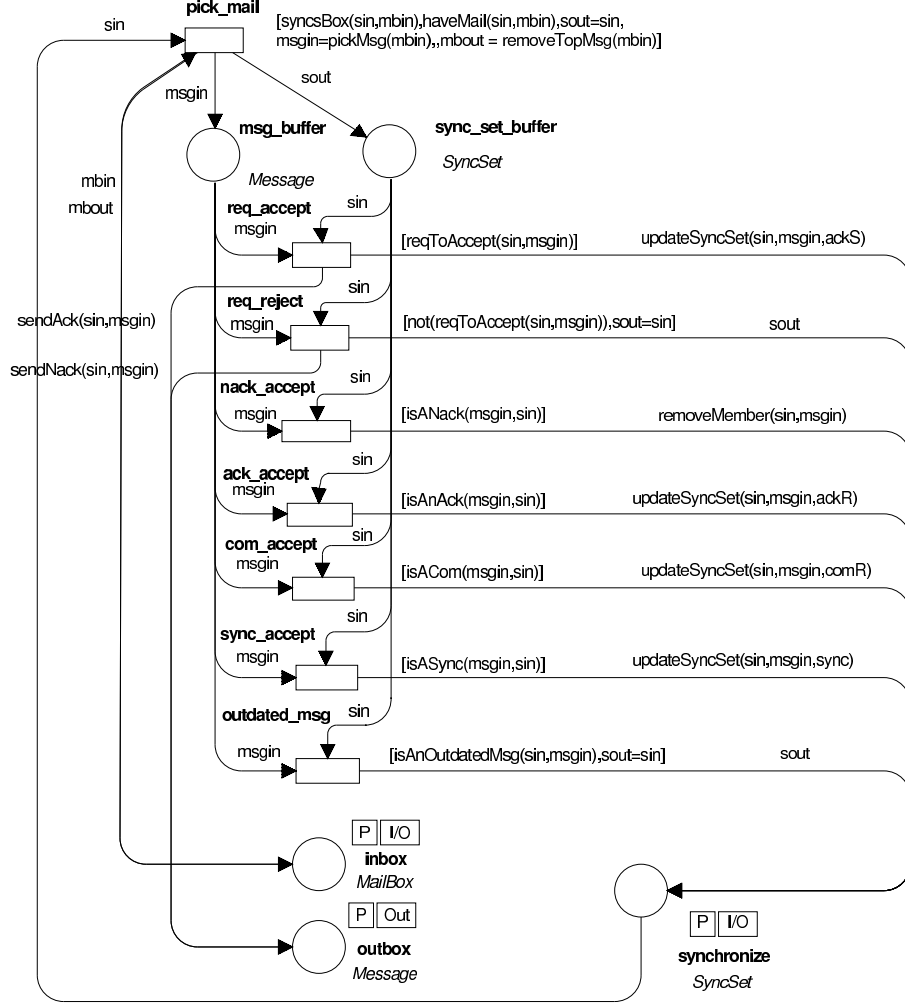 pick_mail
sin
[syncsBox(sin,mbin),haveMail(sin,mbin),sout=sin,
msgin=pickMsg(mbin),,mbout = removeTopMsg(mbin)]
sout
msgin
msg_buffer
sync_set_buffer
SyncSet
Message
mbin
mbout
req_accept
sin
msgin
[reqToAccept(sin,msgin)]
updateSyncSet(sin,msgin,ackS)
sin
req_reject
sendAck(sin,msgin)
msgin
[not(reqToAccept(sin,msgin)),sout=sin]
sout
sendNack(sin,msgin)
sin
nack_accept
msgin
[isANack(msgin,sin)]
removeMember(sin,msgin)
sin
ack_accept
msgin
[isAnAck(msgin,sin)]
updateSyncSet(sin,msgin,ackR)
sin
com_accept
msgin
[isACom(msgin,sin)]
updateSyncSet(sin,msgin,comR)
sin
sync_accept
msgin
[isASync(msgin,sin)]
updateSyncSet(sin,msgin,sync)
sin
outdated_msg
msgin
[isAnOutdatedMsg(sin,msgin),sout=sin]
sout
P I/O
inbox
MailBox
P Out
outbox
Message
P I/O
synchronize
SyncSet